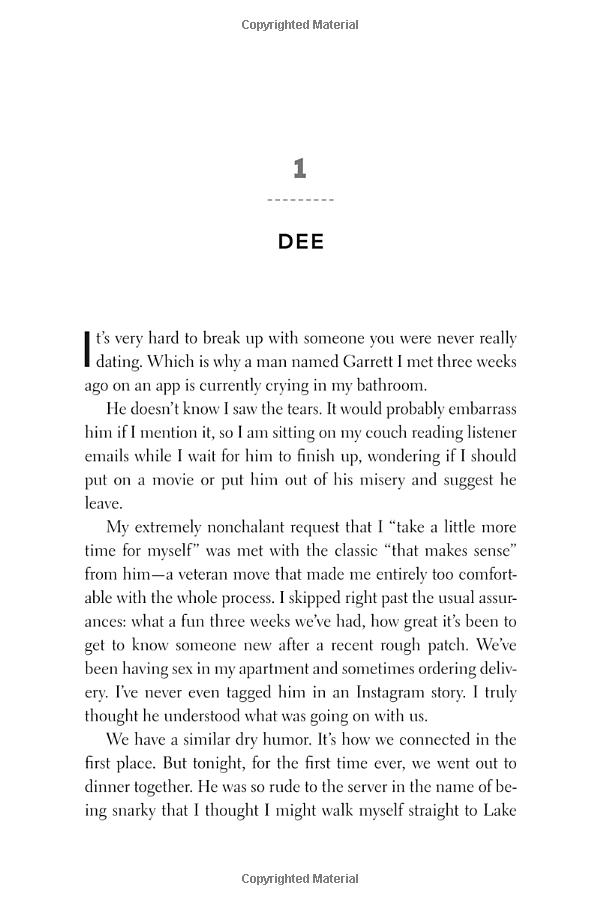 Copyrighted Material
1
DEE
It’s very hard to break up with someone you were never really
dating. Which is why a man named Garrett I met three weeks
ago on an app is currently crying in my bathroom.
He doesn’t know I saw the tears. It would probably embarrass
him if I mention it, so I am sitting on my couch reading listener
emails while I wait for him to finish up, wondering if I should
put on a movie or put him out of his misery and suggest he
leave.
My extremely nonchalant request that I “take a little more
time for myself” was met with the classic “that makes sense”
from him—a veteran move that made me entirely too comfort-
able with the whole process. I skipped right past the usual assur-
ances: what a fun three weeks we’ve had, how great it’s been to
get to know someone new after a recent rough patch. We’ve
been having sex in my apartment and sometimes ordering deliv-
ery. I’ve never even tagged him in an Instagram story. I truly
thought he understood what was going on with us.
We have a similar dry humor. It’s how we connected in the
first place. But tonight, for the first time ever, we went out to
dinner together. He was so rude to the server in the name of be-
ing snarky that I thought I might walk myself straight to Lake
Copyrighted Material